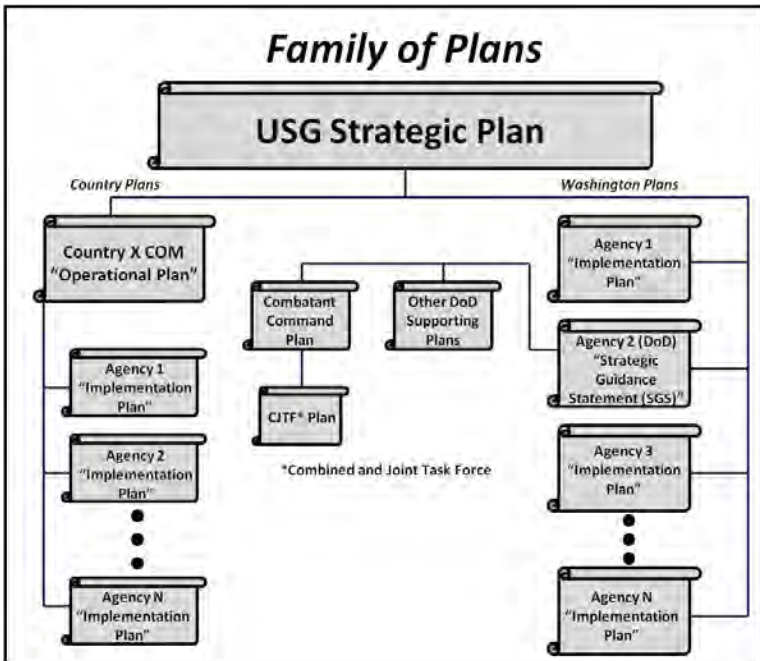 Family of Plans
USG Strategic Plan
Country Plans
Washington Plans
Country X COM
“Operational Plan”
Agency 1
“Implementation
Plan”
Agency 2
“Implementation
Plan”
Agency N
“Implementation
Plan”
Combatant
Command
Plan
CJTF* Plan
Other DoD
Supporting
Plans
*Combined and Joint Task Force
Agency 1
“Implementation
Plan”
Agency 2 (DoD)
“Strategic
Guidance
Statement (SGS)”
Agency 3
“Implementation
Plan”
Agency N
“Implementation
Plan”